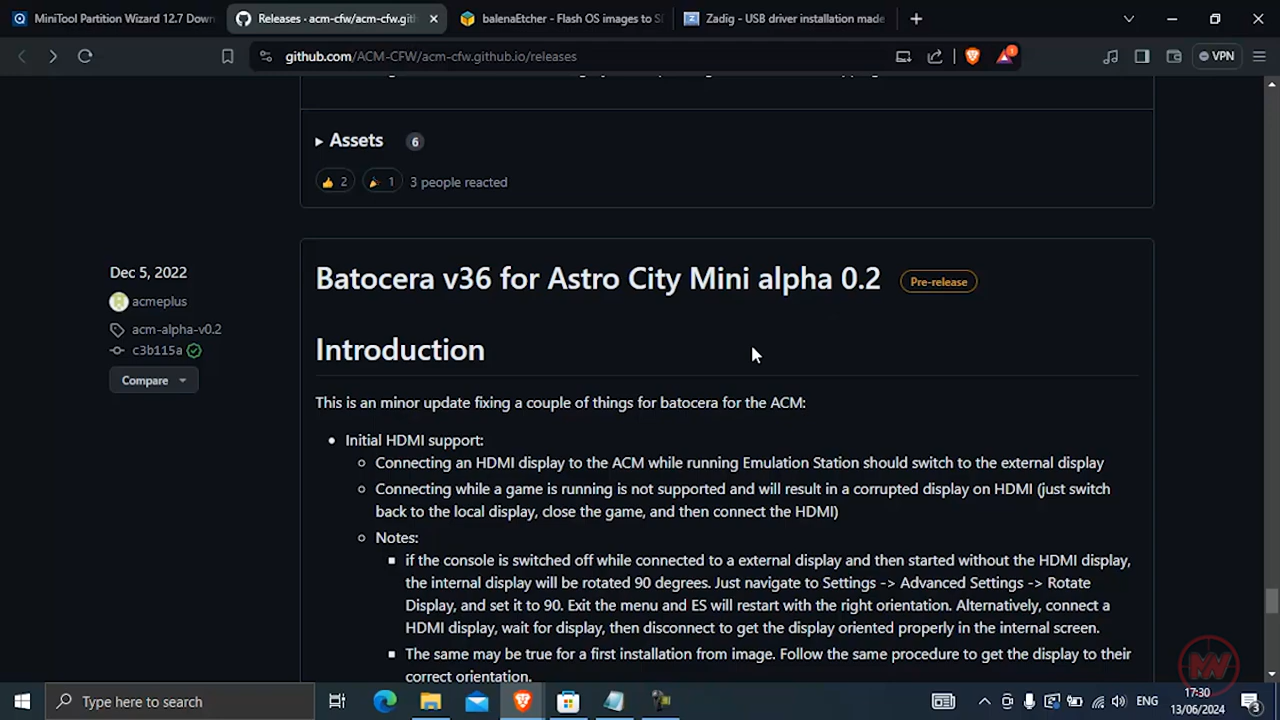 MiniTool Partition Wizard 12.7 Down
Releases · acm-cfw/acm-cfw.gith
balenaEtcher - Flash OS images to S
Zadig - USB driver installation made
github.com/ACM-CFW/acm-cfw.github.io/releases
1
VPN
Assets 6
2
1
3 people reacted
Dec 5, 2022
acmeplus
acm-alpha-v0.2
c3b115a
Compare
Batocera v36 for Astro City Mini alpha 0.2
Pre-release
Introduction
This is an minor update fixing a couple of things for batocera for the ACM:
Initial HDMI support:
Connecting an HDMI display to the ACM while running Emulation Station should switch to the external display
Connecting while a game is running is not supported and will result in a corrupted display on HDMI (just switch
back to the local display, close the game, and then connect the HDMI)
Notes:
if the console is switched off while connected to a external display and then started without the HDMI display,
the internal display will be rotated 90 degrees. Just navigate to Settings -> Advanced Settings -> Rotate
Display, and set it to 90. Exit the menu and ES will restart with the right orientation. Alternatively, connect a
HDMI display, wait for display, then disconnect to get the display oriented properly in the internal screen.
The same may be true for a first installation from image. Follow the same procedure to get the display to their
correct orientation.
MW
Type here to search
ENG
17:30
13/06/2024
3